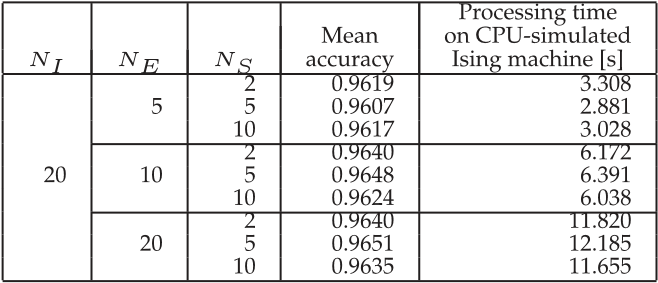 Processing time
Mean on CPU-simulated
N_I N_E N_S accuracy Ising machine [s]
2 0.9619 3.308
5 5 0.9607 2.881
10 0.9617 3.028
2 0.9640 6.172
20 10 5 0.9648 6.391
10 0.9624 6.038
2 0.9640 11.820
20 5 0.9651 12.185
10 0.9635 11.655